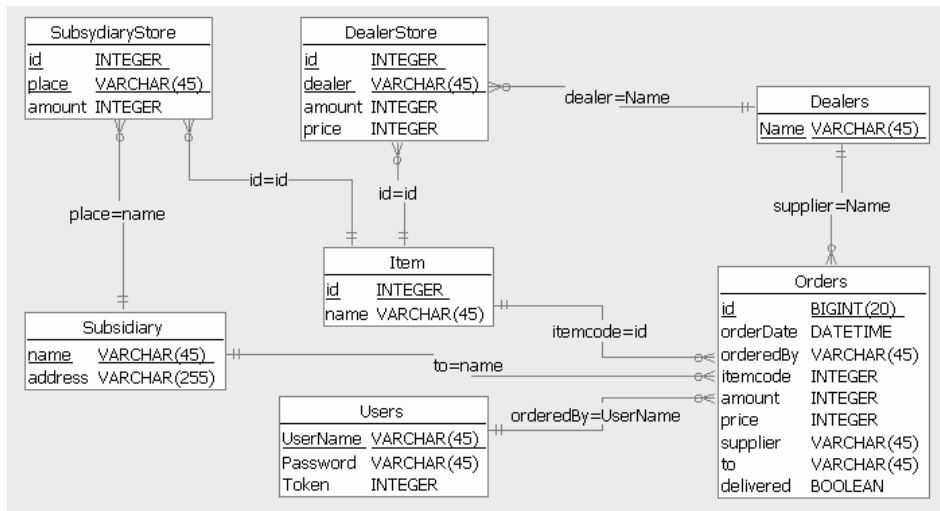 SubsydiaryStore
id INTEGER
place VARCHAR(45)
amount INTEGER
DealerStore
id INTEGER
dealer VARCHAR(45)
amount INTEGER
price INTEGER
dealer=Name
Dealers
Name VARCHAR(45)
id=id
id=id
place=name
supplier=Name
Item
id INTEGER
name VARCHAR(45)
Subsidiary
name VARCHAR(45)
address VARCHAR(255)
itemcode=id
to=name
Orders
id BIGINT(20)
orderDate DATETIME
orderedBy VARCHAR(45)
itemcode INTEGER
amount INTEGER
price INTEGER
supplier VARCHAR(45)
to VARCHAR(45)
delivered BOOLEAN
Users
UserName VARCHAR(45)
Password VARCHAR(45)
Token INTEGER
orderedBy=UserName